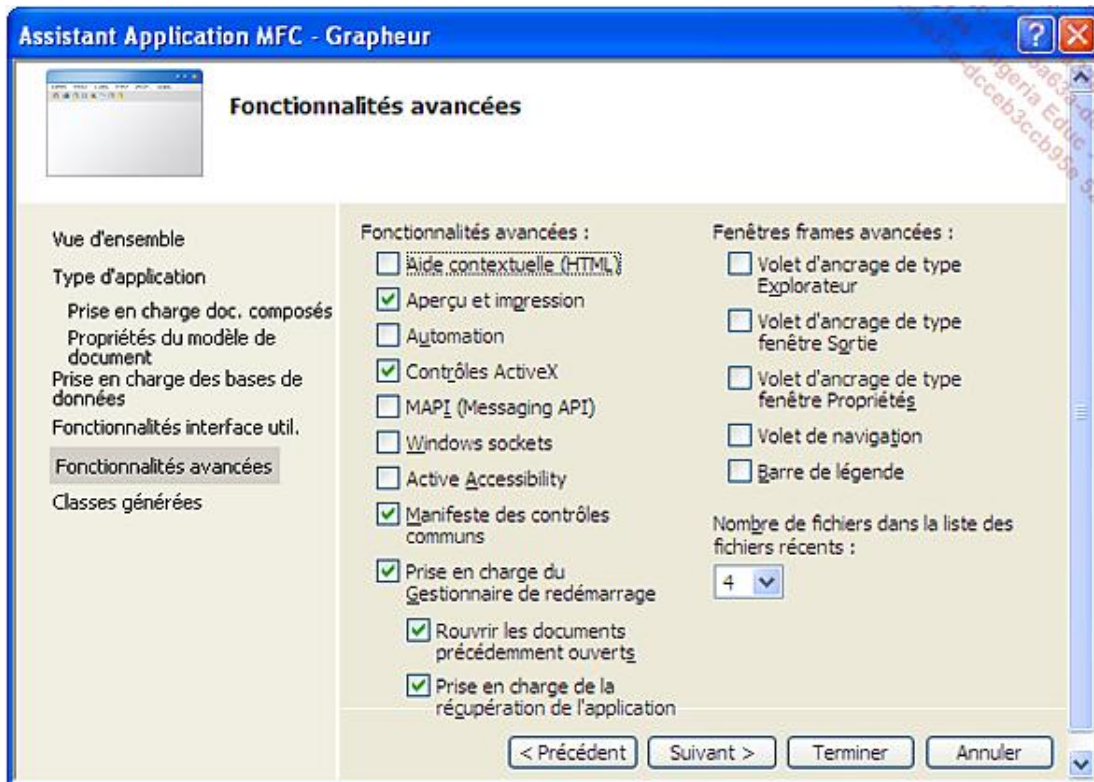 Assistant Application MFC - Grapheur
Fonctionnalités avancées
Vue d'ensemble
Type d'application
Prise en charge doc. composés
Propriétés du modèle de
document
Prise en charge des bases de
données
Fonctionnalités interface util.
Fonctionnalités avancées
Classes générées
Fonctionnalités avancées :
Aide contextuelle (HTML)
Aperçu et impression
Automation
Contrôles ActiveX
MAPI (Messaging API)
Windows sockets
Active Accessibility
Manifeste des contrôles
communs
Prise en charge du
Gestionnaire de redémarrage
Rouvrir les documents
précédemment ouverts
Prise en charge de la
récupération de l'application
Fenêtres frames avancées :
Volet d'ancrage de type
Explorateur
Volet d'ancrage de type
fenêtre Sortie
Volet d'ancrage de type
fenêtre Propriétés
Volet de navigation
Barre de légende
Nombre de fichiers dans la liste des
fichiers récents :
4
< Précédent
Suivant >
Terminer
Annuler
Algeria Educ